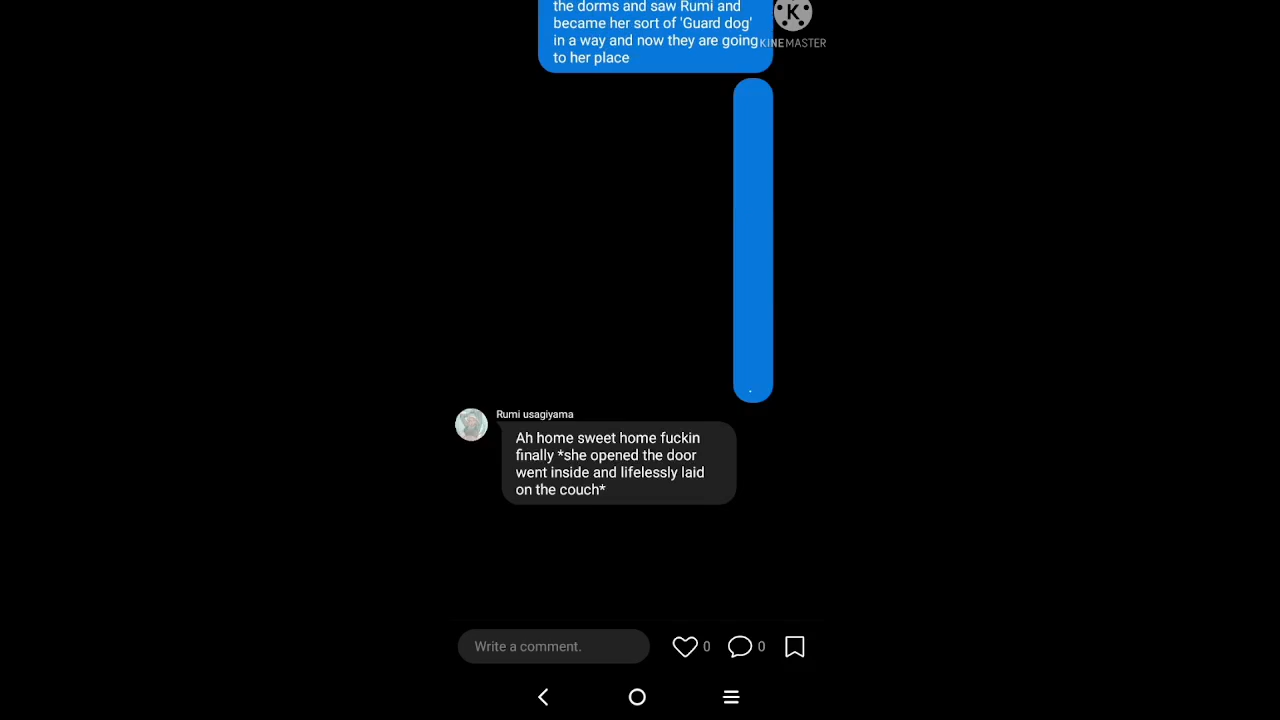 the dorms and saw Rumi and
became her sort of 'Guard dog'
in a way and now they are going
to her place
K
KINEMASTER
.
Rumi usagiyama
Ah home sweet home fuckin
finally *she opened the door
went inside and lifelessly laid
on the couch*
Write a comment.
0
0